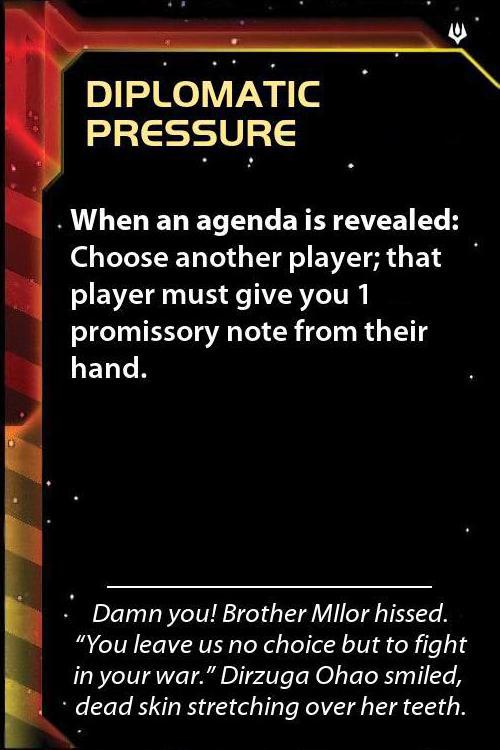 DIPLOMATIC
PRESSURE
When an agenda is revealed:
Choose another player; that
player must give you 1
promissory note from their
hand.
Damn you! Brother MIlor hissed.
“You leave us no choice but to fight
in your war.” Dirzuga Ohao smiled,
dead skin stretching over her teeth.